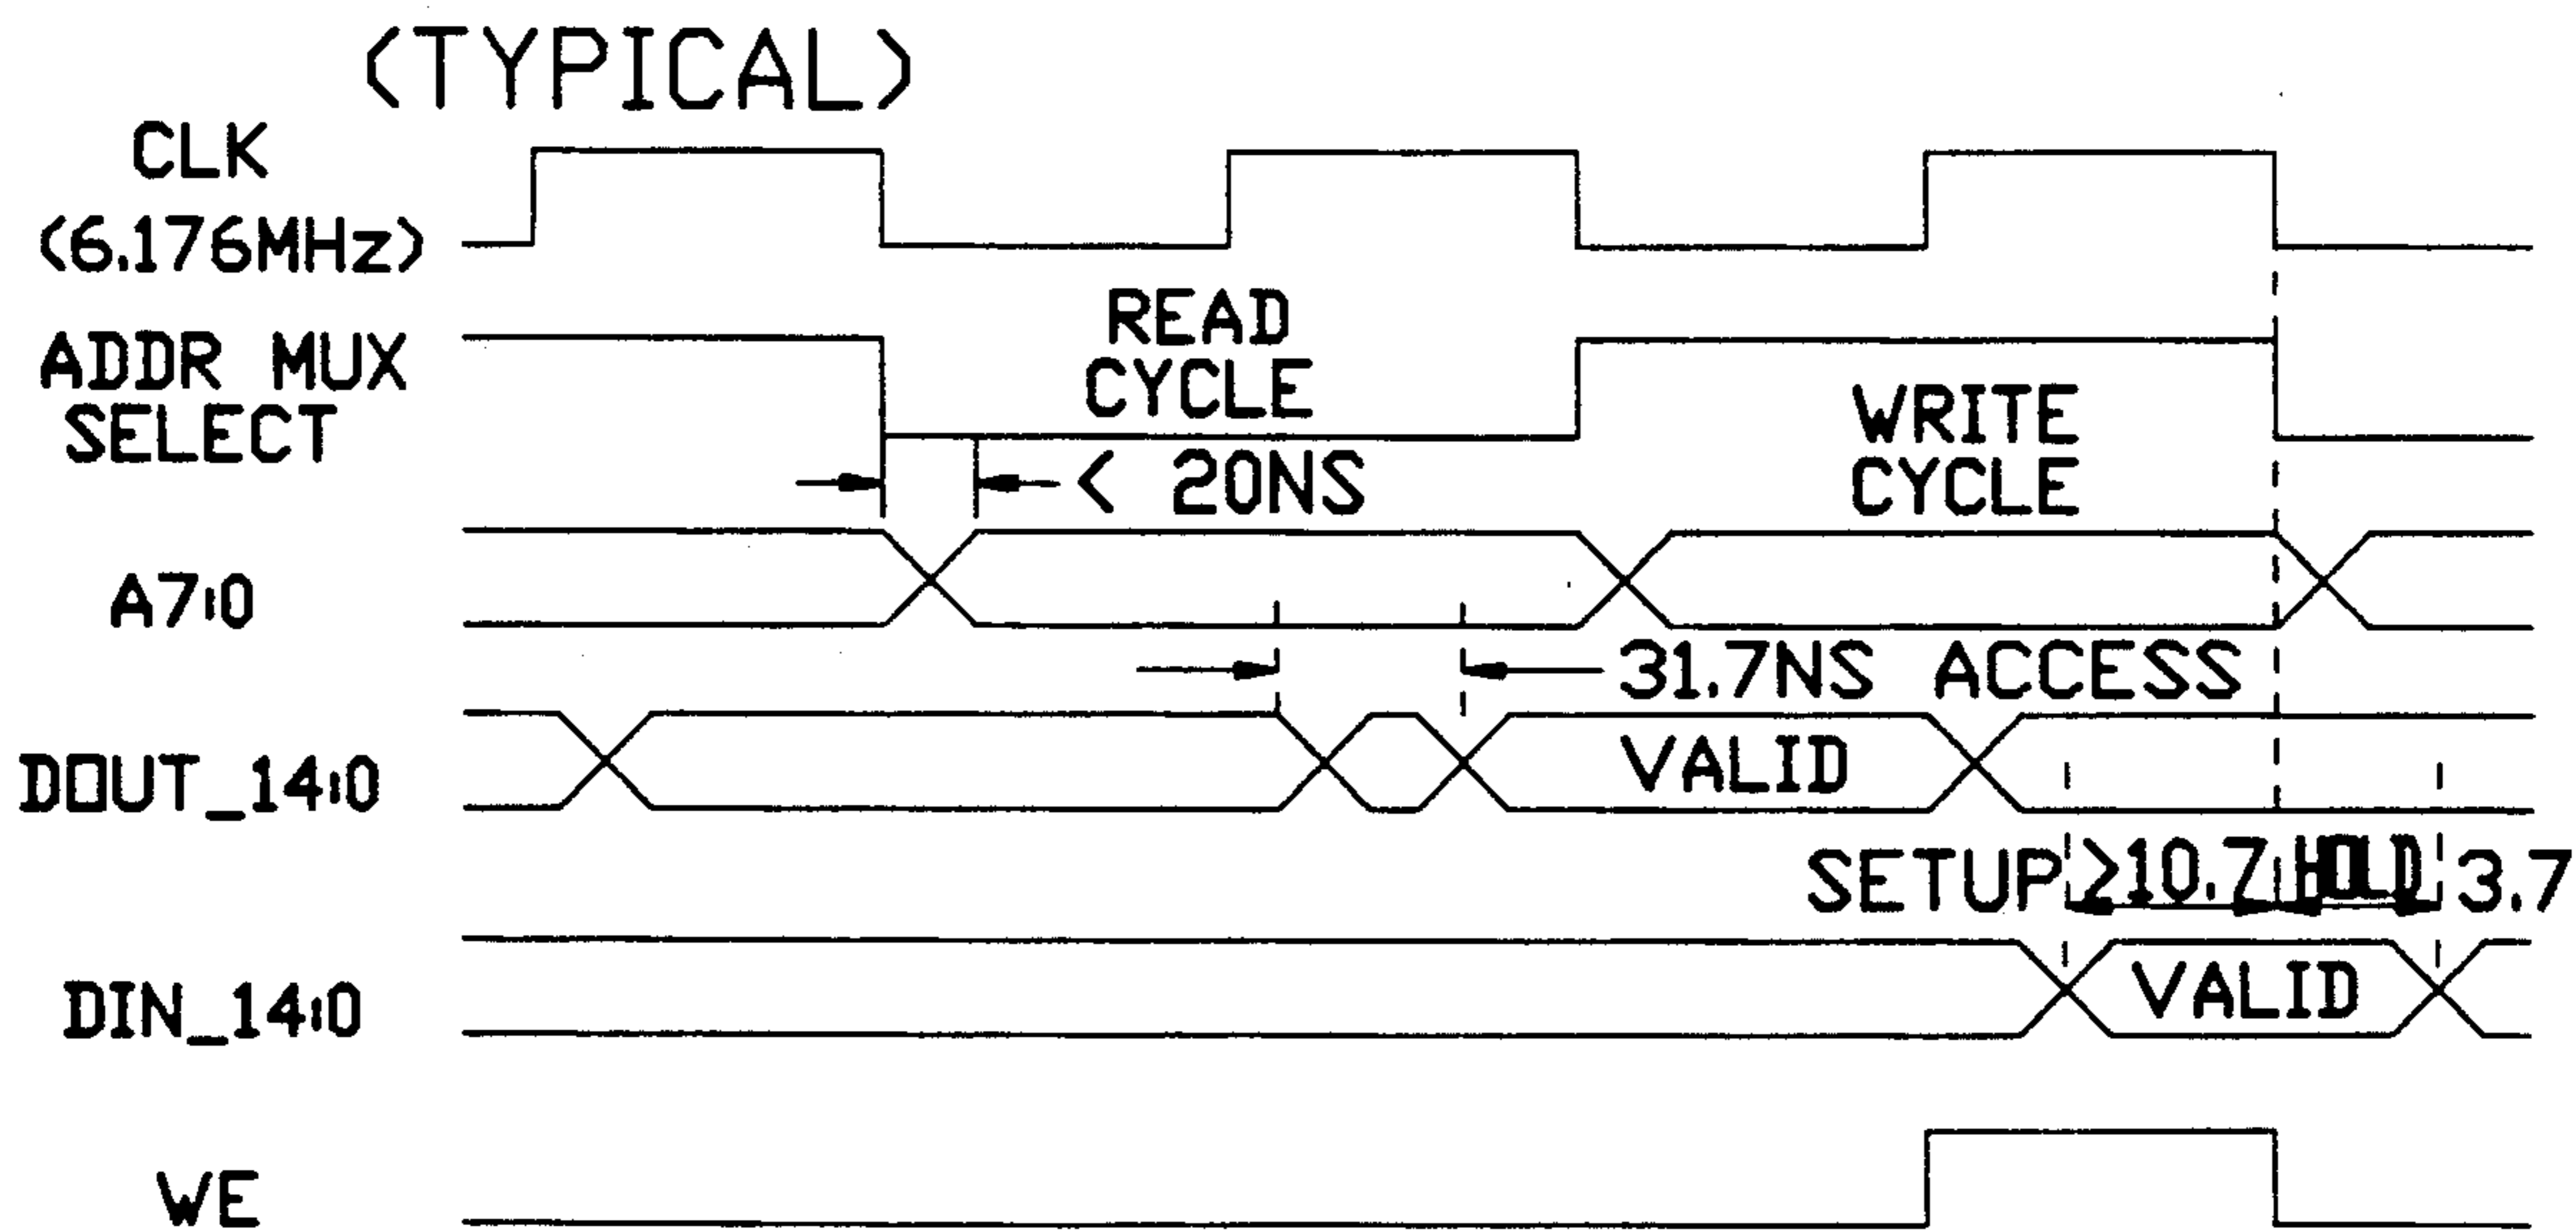 (TYPICAL)
CLK
(6.176MHz)
READ
CYCLE
ADDR MUX
SELECT
WRITE
CYCLE
< 20NS
A7:0
31.7NS ACCESS
DOUT_14:0
VALID
SETUP ≥10.7 HOLD 3.7
DIN_14:0
VALID
WE